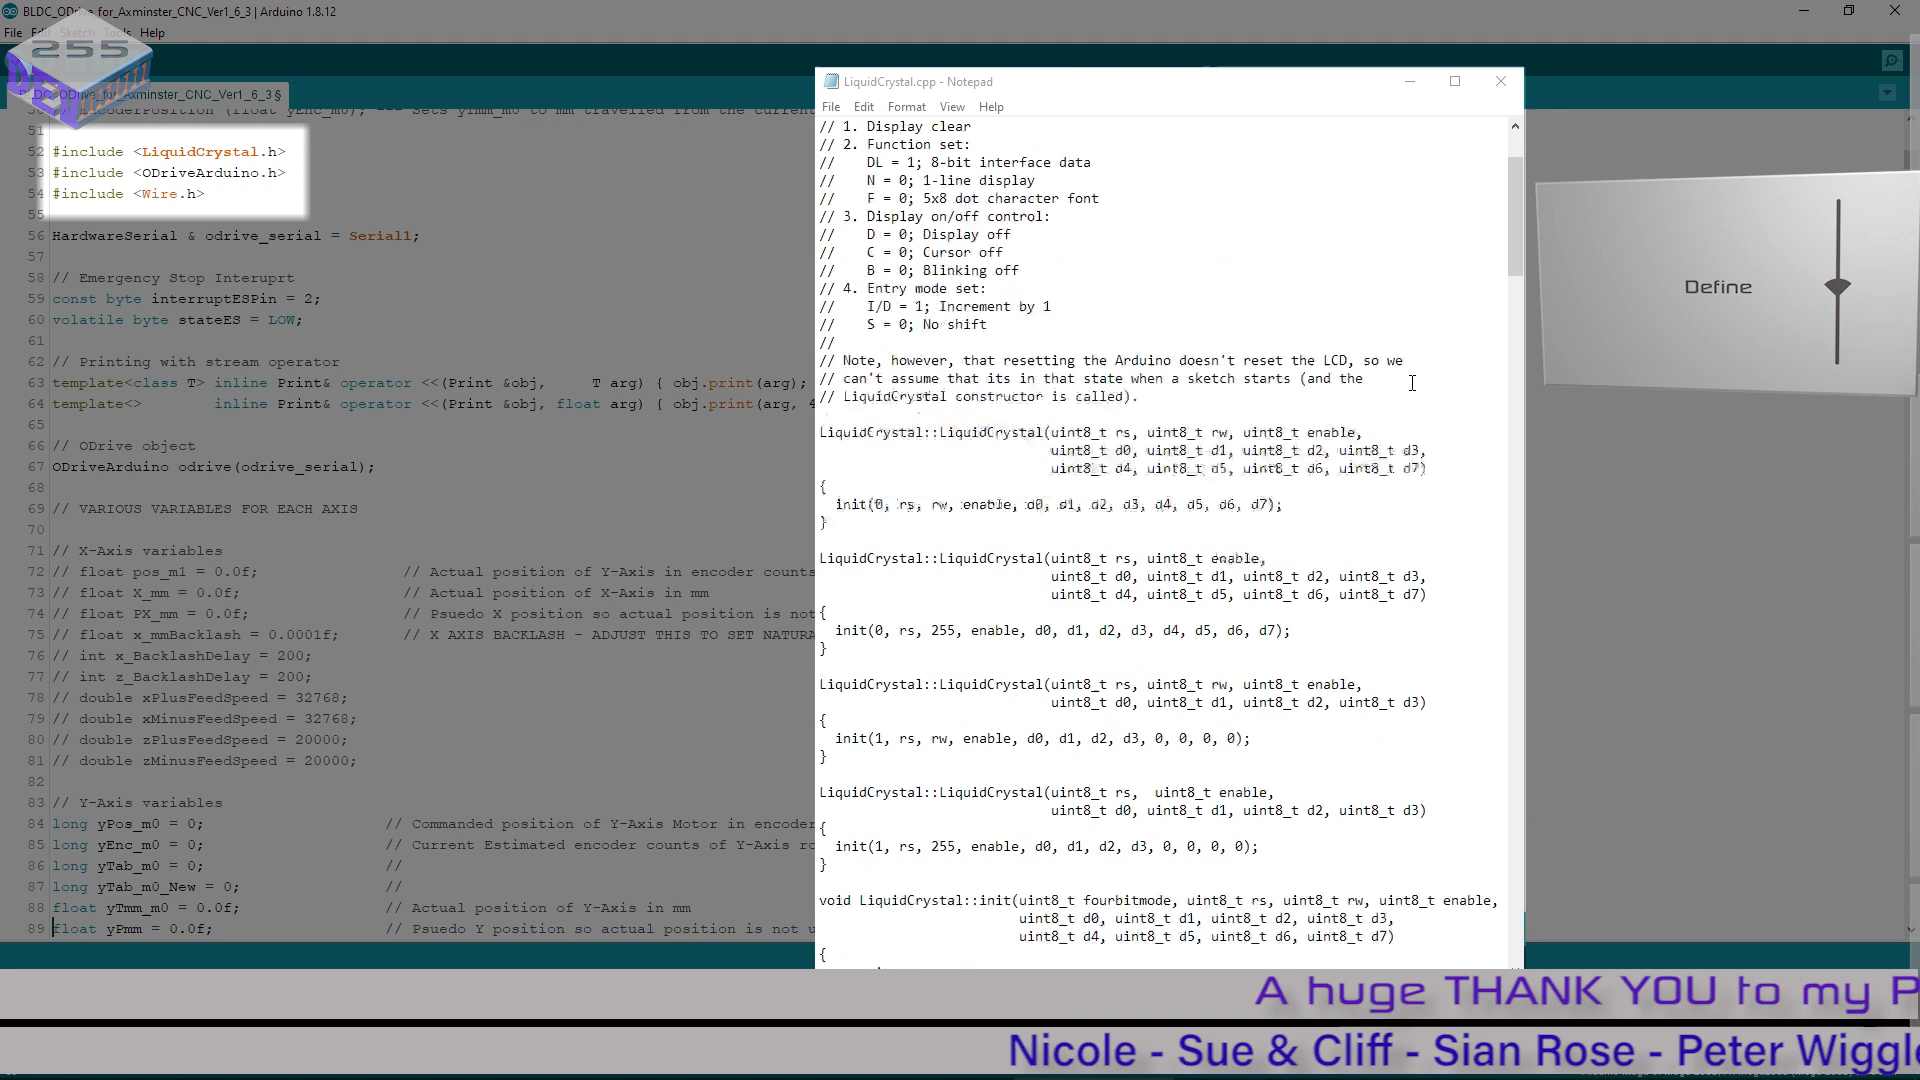 BLDC_ODrive_for_Axminster_CNC_Ver1_6_3 | Arduino 1.8.12
File Edit Sketch Tools Help
255
BLDC_ODrive_for_Axminster_CNC_Ver1_6_3 §
51
52 #include <LiquidCrystal.h>
53 #include <ODriveArduino.h>
54 #include <Wire.h>
55
56 HardwareSerial & odrive_serial = Serial1;
57
58 // Emergency Stop Interuprt
59 const byte interruptESPin = 2;
60 volatile byte stateES = LOW;
61
62 // Printing with stream operator
63 template<class T> inline Print& operator <<(Print &obj,     T arg) { obj.print(arg);
64 template<>        inline Print& operator <<(Print &obj, float arg) { obj.print(arg, 4
65
66 // ODrive object
67 ODriveArduino odrive(odrive_serial);
68
69 // VARIOUS VARIABLES FOR EACH AXIS
70
71 // X-Axis variables
72 // float pos_m1 = 0.0f; // Actual position of Y-Axis in encoder counts
73 // float X_mm = 0.0f; // Actual position of X-Axis in mm
74 // float PX_mm = 0.0f; // Psuedo X position so actual position is not
75 // float x_mmBacklash = 0.0001f; // X AXIS BACKLASH - ADJUST THIS TO SET NATURA
76 // int x_BacklashDelay = 200;
77 // int z_BacklashDelay = 200;
78 // double xPlusFeedSpeed = 32768;
79 // double xMinusFeedSpeed = 32768;
80 // double zPlusFeedSpeed = 20000;
81 // double zMinusFeedSpeed = 20000;
82
83 // Y-Axis variables
84 long yPos_m0 = 0; // Commanded position of Y-Axis Motor in encoder
85 long yEnc_m0 = 0; // Current Estimated encoder counts of Y-Axis ro
86 long yTab_m0 = 0; //
87 long yTab_m0_New = 0; //
88 float yTmm_m0 = 0.0f; // Actual position of Y-Axis in mm
89 float yPmm = 0.0f; // Psuedo Y position so actual position is not u
LiquidCrystal.cpp - Notepad
File Edit Format View Help
// 1. Display clear
// 2. Function set:
//    DL = 1; 8-bit interface data
//    N = 0; 1-line display
//    F = 0; 5x8 dot character font
// 3. Display on/off control:
//    D = 0; Display off
//    C = 0; Cursor off
//    B = 0; Blinking off
// 4. Entry mode set:
//    I/D = 1; Increment by 1
//    S = 0; No shift
//
// Note, however, that resetting the Arduino doesn't reset the LCD, so we
// can't assume that its in that state when a sketch starts (and the
// LiquidCrystal constructor is called).
LiquidCrystal::LiquidCrystal(uint8_t rs, uint8_t rw, uint8_t enable,
uint8_t d0, uint8_t d1, uint8_t d2, uint8_t d3,
uint8_t d4, uint8_t d5, uint8_t d6, uint8_t d7)
{
init(0, rs, rw, enable, d0, d1, d2, d3, d4, d5, d6, d7);
}
LiquidCrystal::LiquidCrystal(uint8_t rs, uint8_t enable,
uint8_t d0, uint8_t d1, uint8_t d2, uint8_t d3,
uint8_t d4, uint8_t d5, uint8_t d6, uint8_t d7)
{
init(0, rs, 255, enable, d0, d1, d2, d3, d4, d5, d6, d7);
}
LiquidCrystal::LiquidCrystal(uint8_t rs, uint8_t rw, uint8_t enable,
uint8_t d0, uint8_t d1, uint8_t d2, uint8_t d3)
{
init(1, rs, rw, enable, d0, d1, d2, d3, 0, 0, 0, 0);
}
LiquidCrystal::LiquidCrystal(uint8_t rs,  uint8_t enable,
uint8_t d0, uint8_t d1, uint8_t d2, uint8_t d3)
{
init(1, rs, 255, enable, d0, d1, d2, d3, 0, 0, 0, 0);
}
void LiquidCrystal::init(uint8_t fourbitmode, uint8_t rs, uint8_t rw, uint8_t enable,
uint8_t d0, uint8_t d1, uint8_t d2, uint8_t d3,
uint8_t d4, uint8_t d5, uint8_t d6, uint8_t d7)
{
Define
A huge THANK YOU to my P
Nicole - Sue & Cliff - Sian Rose - Peter Wiggl